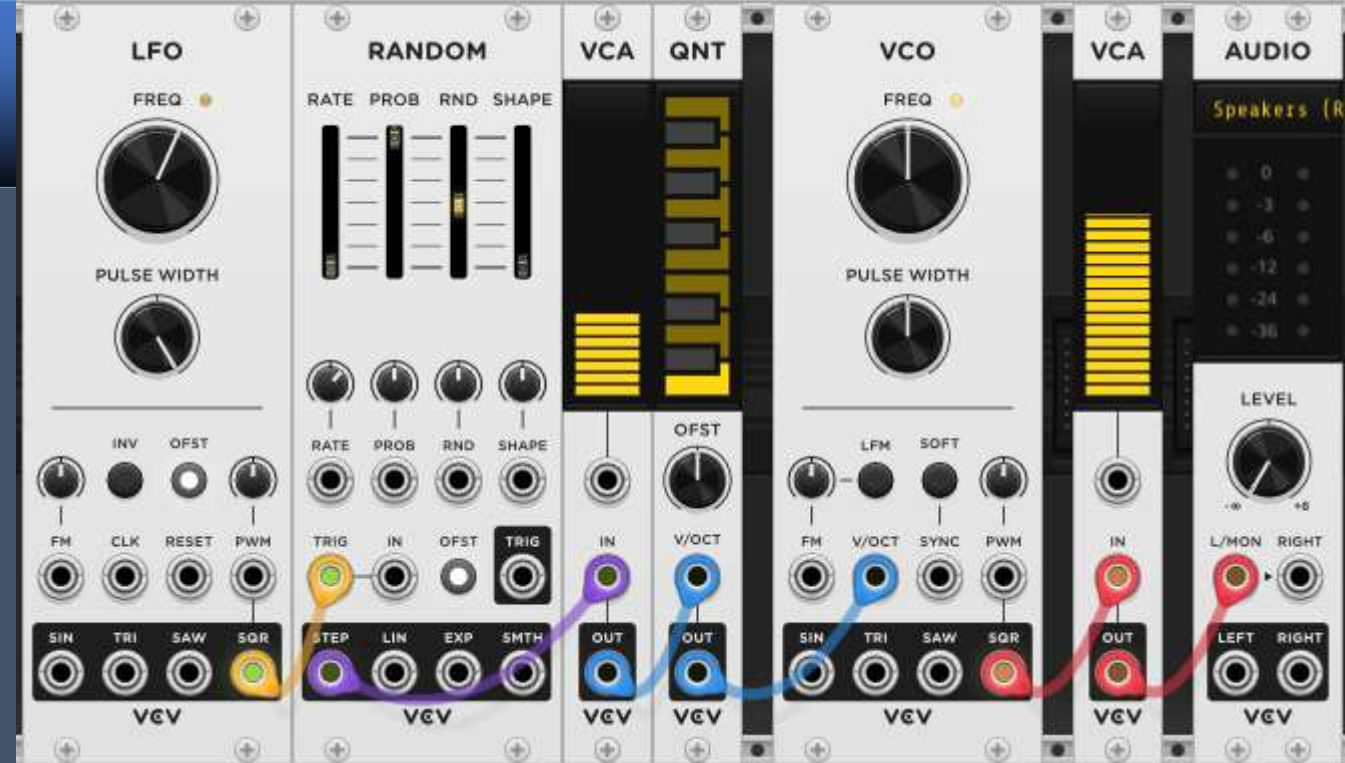 LFO
FREQ
PULSE WIDTH
INV OFST
FM CLK RESET PWM
SIN TRI SAW SQR
VCV
RANDOM
RATE PROB RND SHAPE
RATE PROB RND SHAPE
TRIG IN OFST TRIG
STEP LIN EXP SMTH
VCV
VCA
IN
OUT
VCV
QNT
OFST
V/OCT
OUT
VCV
VCO
FREQ
PULSE WIDTH
LFM SOFT
FM V/OCT SYNC PWM
SIN TRI SAW SQR
VCV
VCA
IN
OUT
VCV
AUDIO
Speakers (R
0
-3
-6
-12
-24
-36
LEVEL
-∞ +6
L/MON RIGHT
LEFT RIGHT
VCV